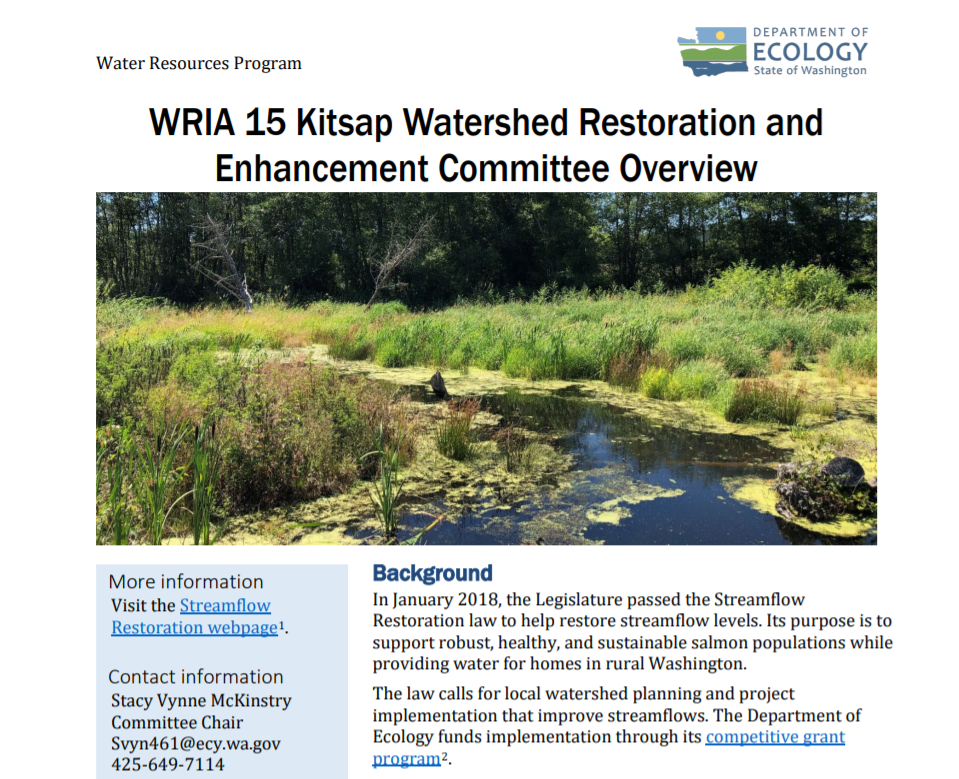 Water Resources Program
DEPARTMENT OF
ECOLOGY
State of Washington
WRIA 15 Kitsap Watershed Restoration and
Enhancement Committee Overview
More information
Visit the Streamflow
Restoration webpage¹.
Contact information
Stacy Vynne McKinstry
Committee Chair
Svyn461@ecy.wa.gov
425-649-7114
Background
In January 2018, the Legislature passed the Streamflow
Restoration law to help restore streamflow levels. Its purpose is to
support robust, healthy, and sustainable salmon populations while
providing water for homes in rural Washington.
The law calls for local watershed planning and project
implementation that improve streamflows. The Department of
Ecology funds implementation through its competitive grant
program².